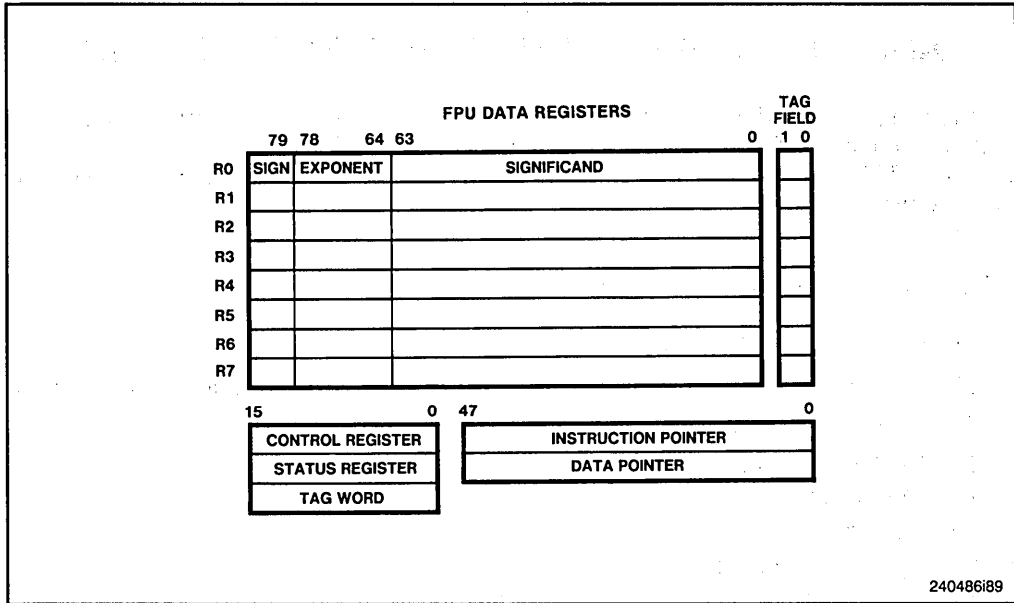 FPU DATA REGISTERS
TAG
FIELD
79 78 64 63 0 1 0
R0 SIGN EXPONENT SIGNIFICAND
R1
R2
R3
R4
R5
R6
R7
15 0 47 0
CONTROL REGISTER INSTRUCTION POINTER
STATUS REGISTER DATA POINTER
TAG WORD
240486i89